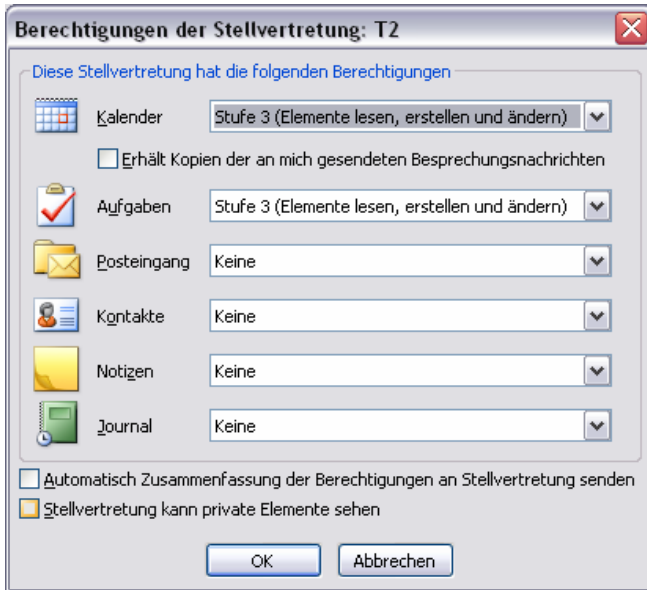 Berechtigungen der Stellvertretung: T2
Diese Stellvertretung hat die folgenden Berechtigungen
Kalender Stufe 3 (Elemente lesen, erstellen und ändern)
Erhält Kopien der an mich gesendeten Besprechungsnachrichten
Aufgaben Stufe 3 (Elemente lesen, erstellen und ändern)
Posteingang Keine
Kontakte Keine
Notizen Keine
Journal Keine
Automatisch Zusammenfassung der Berechtigungen an Stellvertretung senden
Stellvertretung kann private Elemente sehen
OK Abbrechen